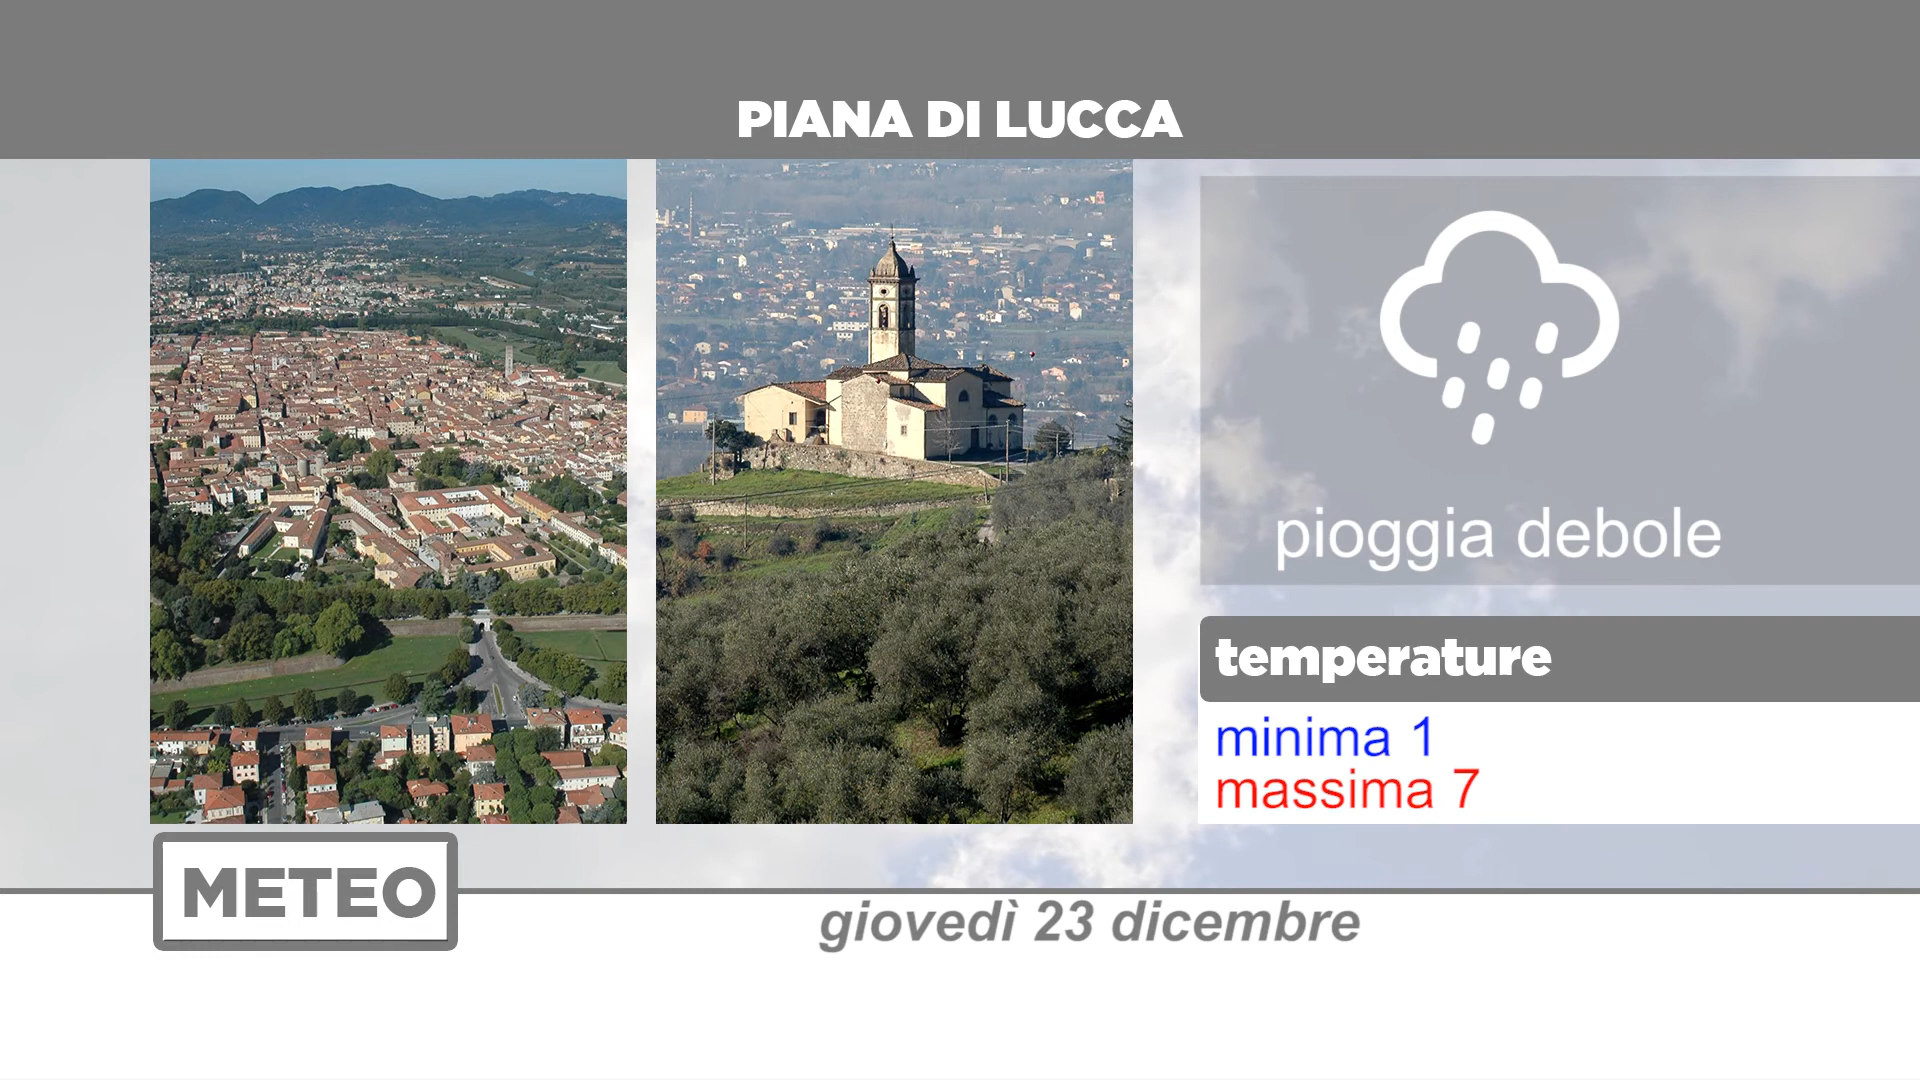 PIANA DI LUCCA
pioggia debole
temperature
minima 1
massima 7
METEO
giovedì 23 dicembre